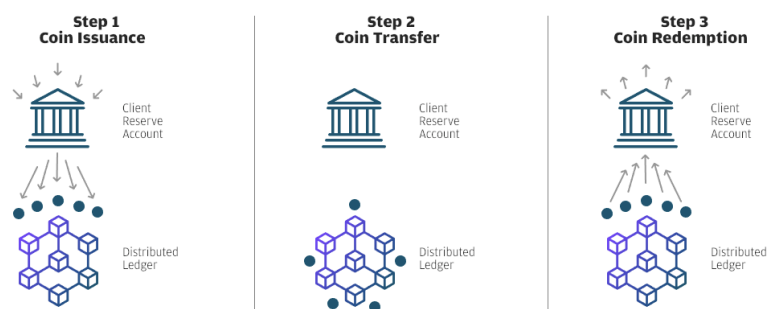 Step 1
Coin Issuance
Client
Reserve
Account
Distributed
Ledger
Step 2
Coin Transfer
Client
Reserve
Account
Distributed
Ledger
Step 3
Coin Redemption
Client
Reserve
Account
Distributed
Ledger